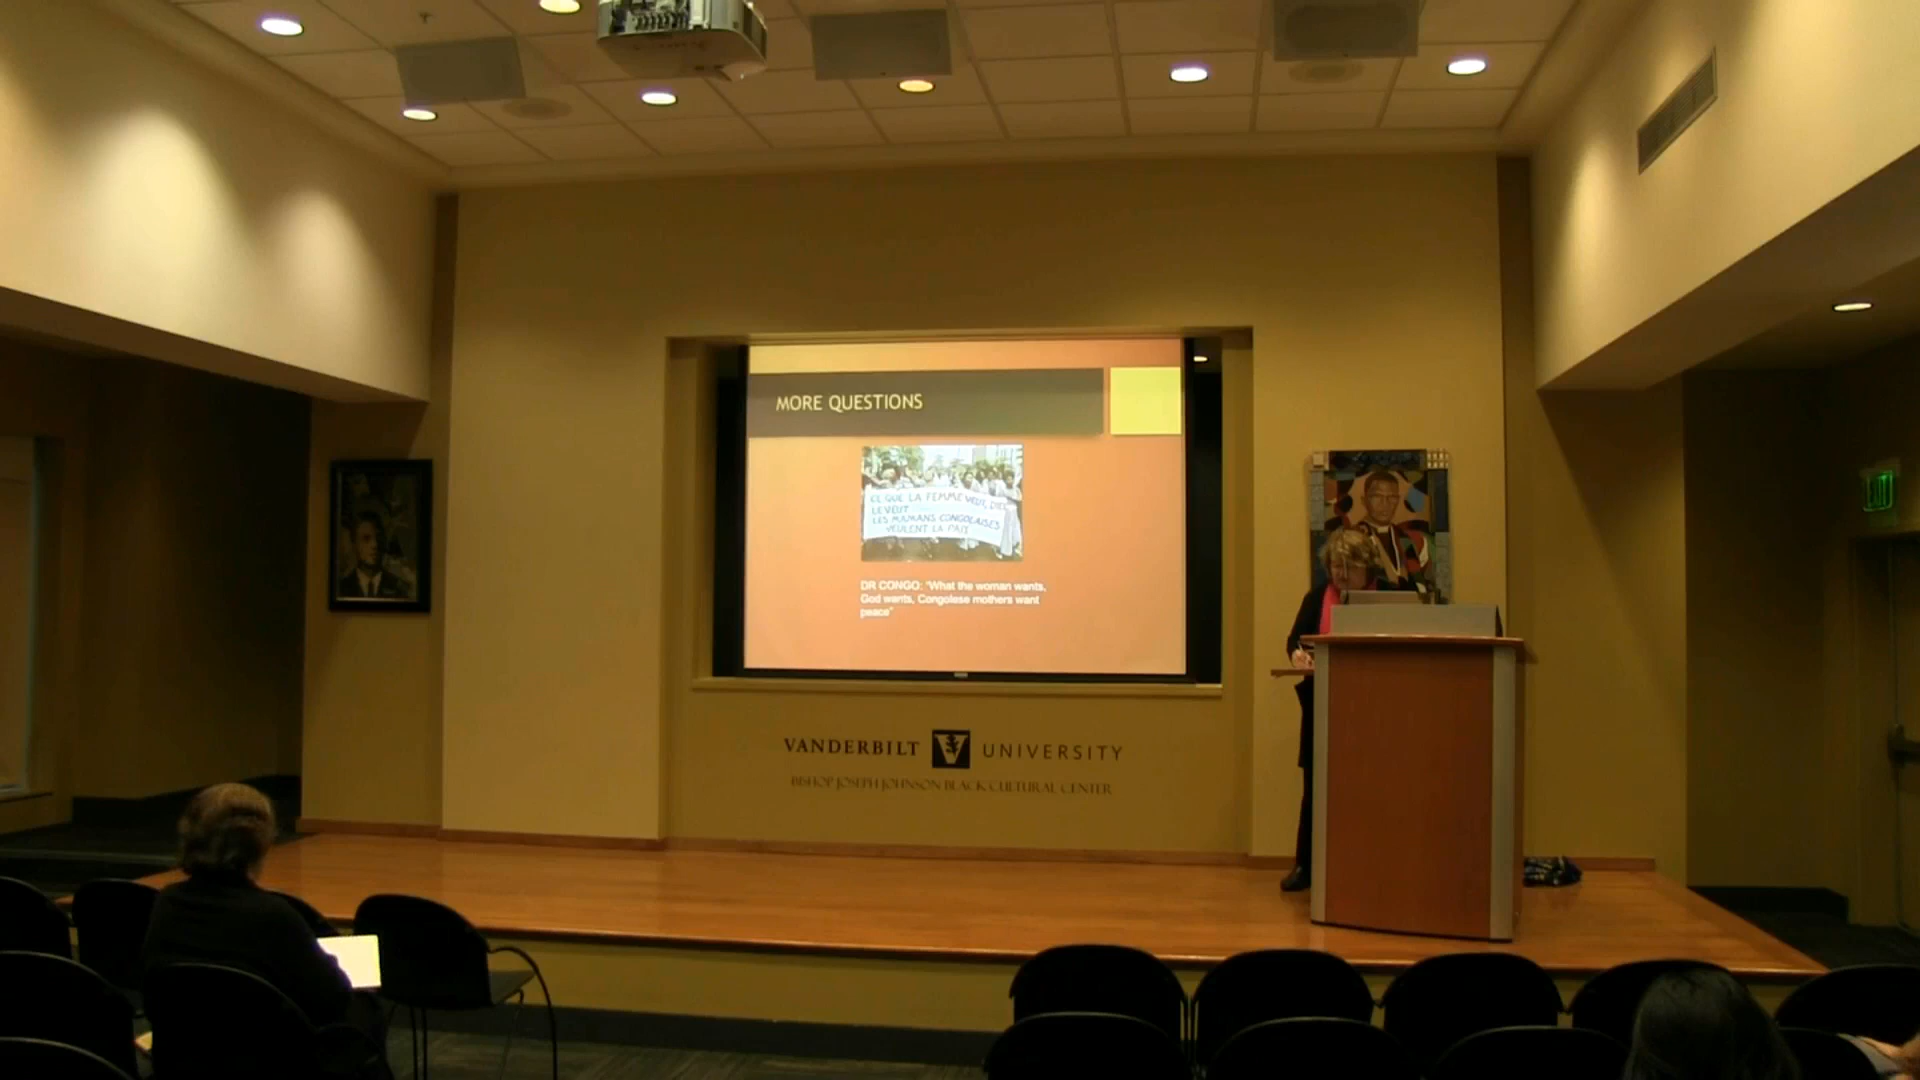 MORE QUESTIONS
CE QUE LA FEMME VEUT, DIEU
LE VEUT
LES MAMANS CONGOLAISES
VEULENT LA PAIX
DR CONGO: "What the woman wants,
God wants, Congolese mothers want
peace"
VANDERBILT V UNIVERSITY
BISHOP JOSEPH JOHNSON BLACK CULTURAL CENTER
EXIT